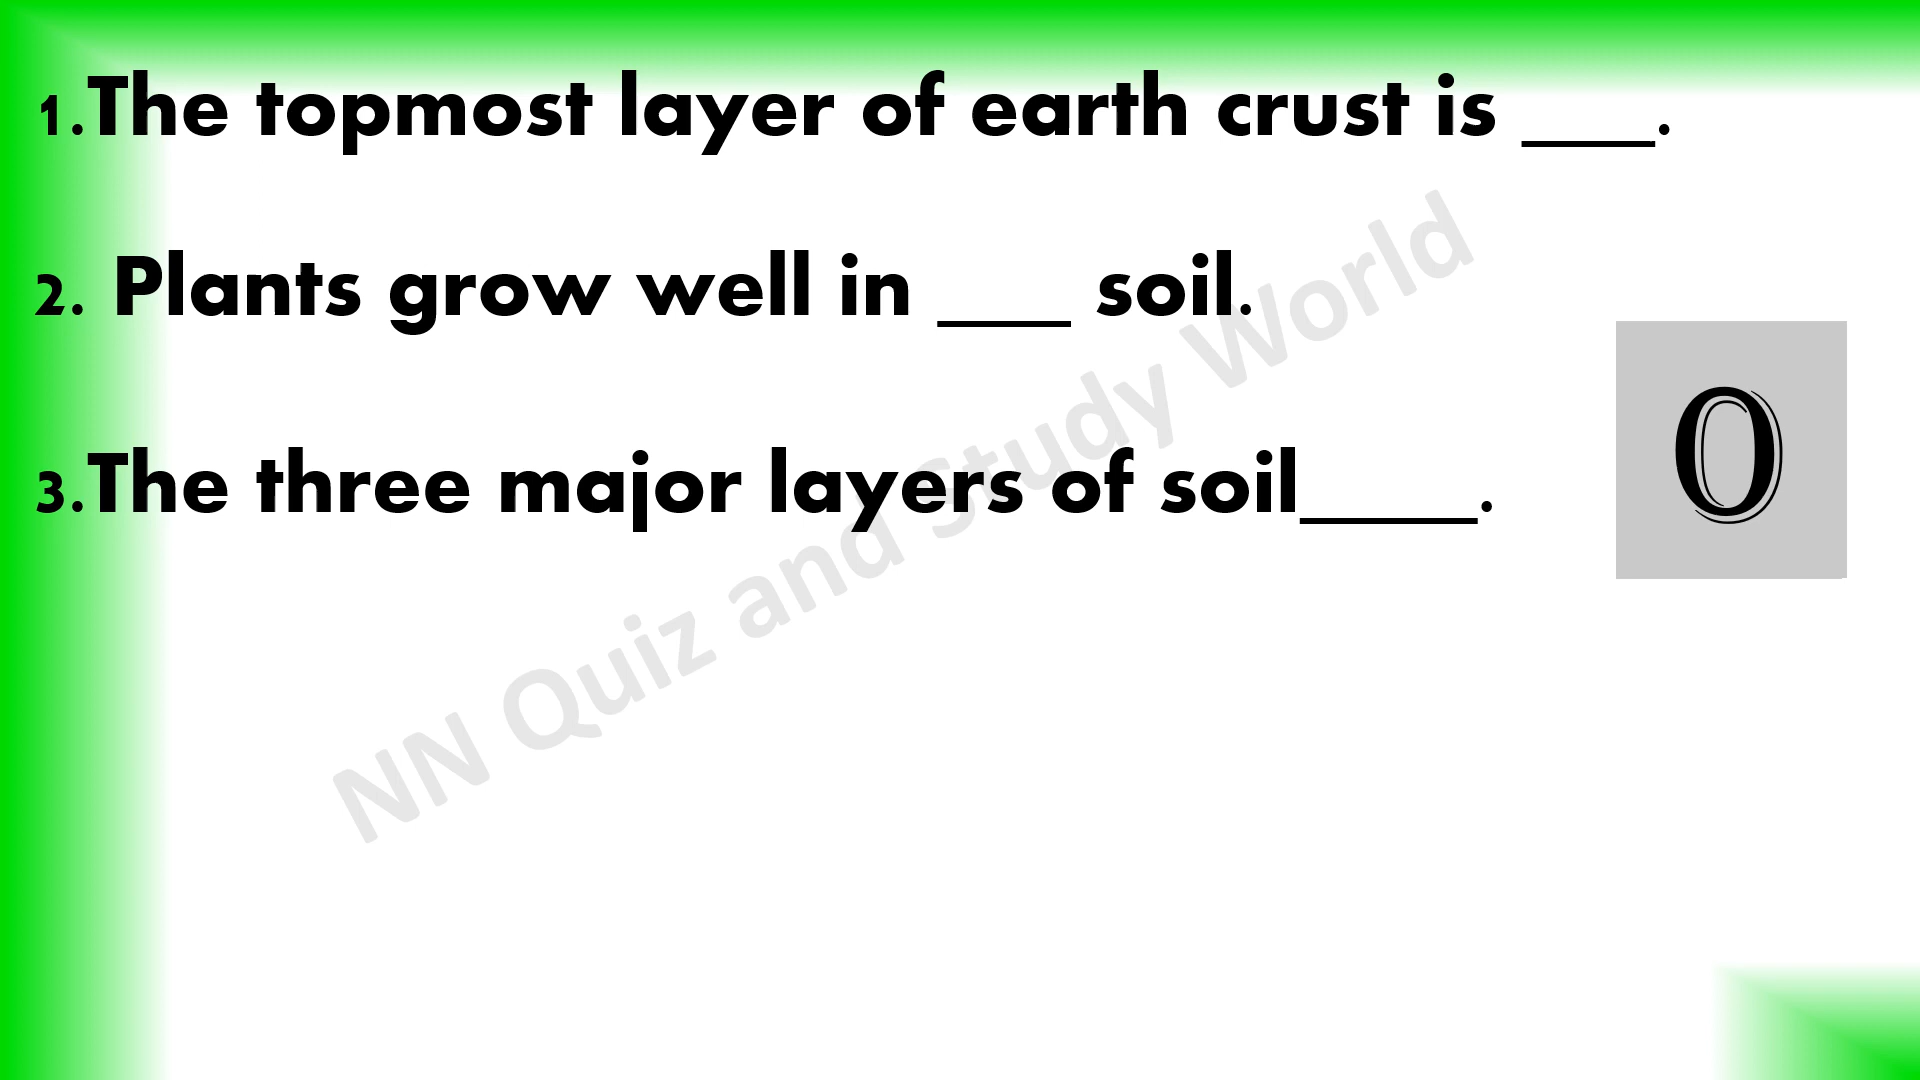 1.The topmost layer of earth crust is ___.
2. Plants grow well in ___ soil.
3.The three major layers of soil____.
0
NN Quiz and Study World